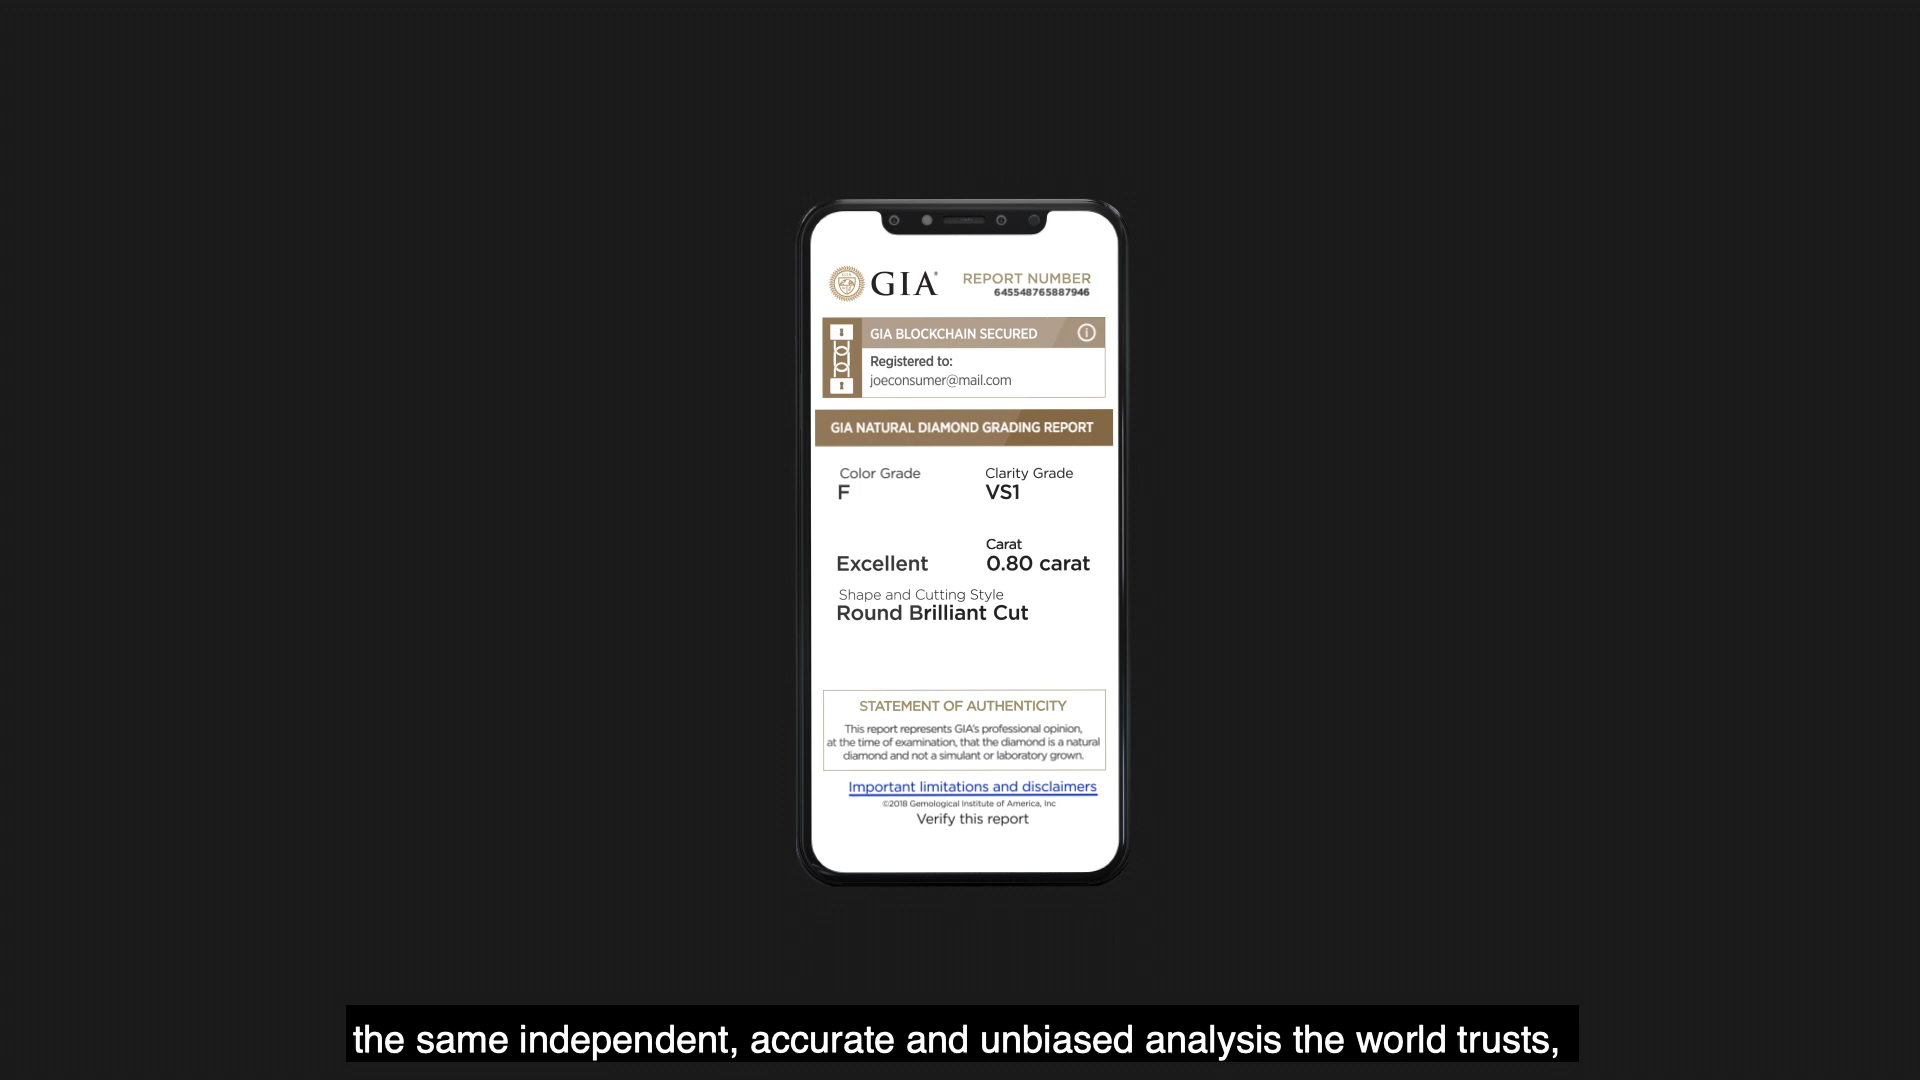 GIA
REPORT NUMBER
645548765887946
GIA BLOCKCHAIN SECURED
Registered to:
joeconsumer@mail.com
GIA NATURAL DIAMOND GRADING REPORT
Color Grade
F
Clarity Grade
VS1
Excellent
Carat
0.80 carat
Shape and Cutting Style
Round Brilliant Cut
STATEMENT OF AUTHENTICITY
This report represents GIA's professional opinion,
at the time of examination, that the diamond is a natural
diamond and not a simulant or laboratory grown.
Important limitations and disclaimers
©2018 Gemological Institute of America, Inc
Verify this report
the same independent, accurate and unbiased analysis the world trusts,